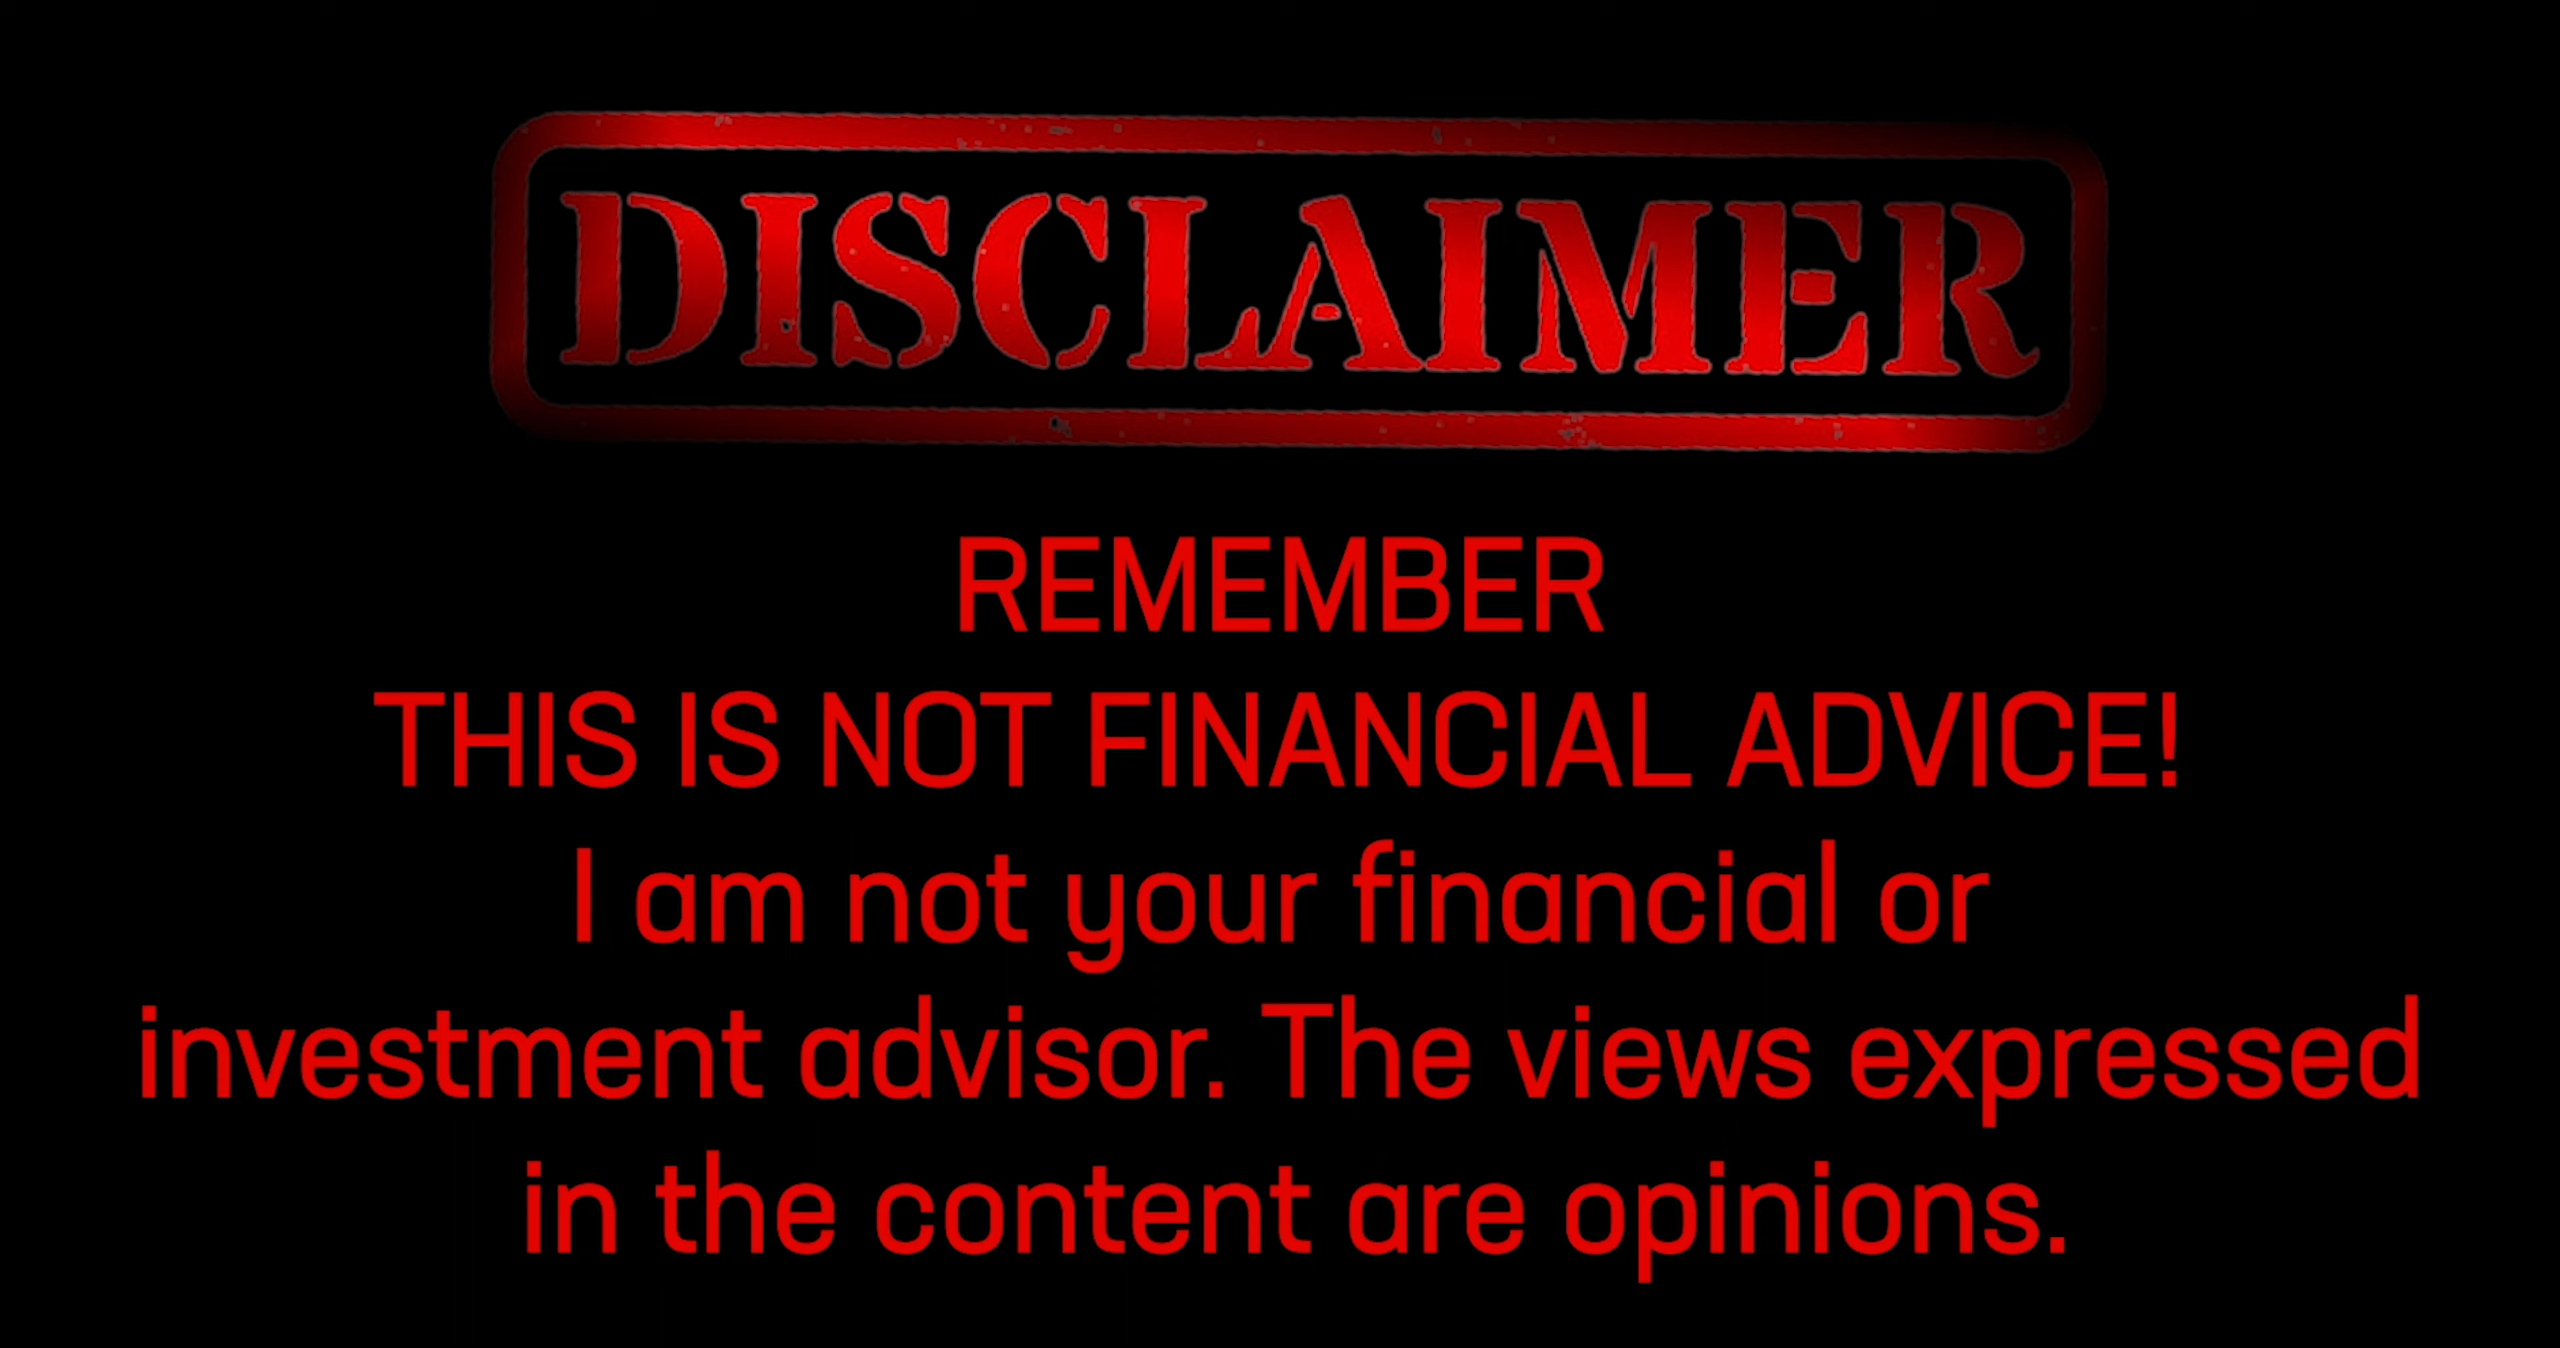 DISCLAIMER
REMEMBER
THIS IS NOT FINANCIAL ADVICE!
I am not your financial or
investment advisor. The views expressed
in the content are opinions.